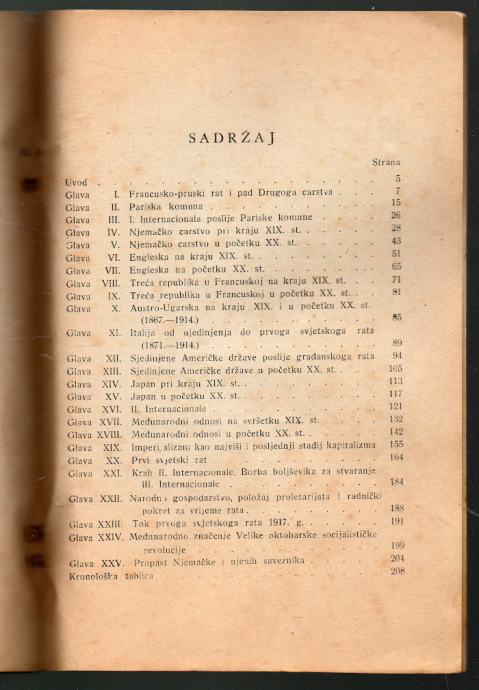 SADRŽAJ
Strana
Uvod . . . . . . . . . . . . . . 5
Glava I. Francusko-pruski rat i pad Drugoga carstva . . . 7
Glava II. Pariska komuna . . . . . . . . . 15
Glava III. I. Internacionala poslije Pariske komune . . . . 26
Glava IV. Njemačko carstvo pri kraju XIX. st. . . . . . 28
Glava V. Njemačko carstvo u početku XX. st. . . . . . 43
Glava VI. Engleska na kraju XIX. st. . . . . . . . 51
Glava VII. Engleska na početku XX. st. . . . . . . . 65
Glava VIII. Treća republika u Francuskoj na kraju XIX. st. . . 71
Glava IX. Treća republika u Francuskoj u početku XX. st. . . 81
Glava X. Austro-Ugarska na kraju XIX. i u početku XX. st.
(1867.—1914.) . . . . . . . . . . 85
Glava XI. Italija od ujedinjenja do prvoga svjetskoga rata
(1871.—1914.) . . . . . . . . . . 89
Glava XII. Sjedinjene Američke države poslije građanskoga rata 94
Glava XIII. Sjedinjene Američke države u početku XX. st. . . 105
Glava XIV. Japan pri kraju XIX. st. . . . . . . . . 113
Glava XV. Japan u početku XX. st. . . . . . . . . 117
Glava XVI. II. Internacionale . . . . . . . . . 121
Glava XVII. Međunarodni odnosi na svršetku XIX. st. . . . . 132
Glava XVIII. Međunarodni odnosi u početku XX. st. . . . . 142
Glava XIX. Imperijalizam kao najviši i posljednji stadij kapitalizma 155
Glava XX. Prvi svjetski rat . . . . . . . . . 164
Glava XXI. Krah II. Internacionale. Borba boljševika za stvaranje
III. Internacionale . . . . . . . . . 184
Glava XXII. Narodno gospodarstvo, položaj proletarijata i radnički
pokret za vrijeme rata . . . . . . . . 188
Glava XXIII. Tok prvoga svjetskoga rata 1917. g. . . . . . 191
Glava XXIV. Međunarodno značenje Velike oktobarske socijalističke
revolucije . . . . . . . . . . . 199
Glava XXV. Propast Njemačke i njenih saveznika . . . . . 204
Kronološka tablica . . . . . . . . . . . . 208